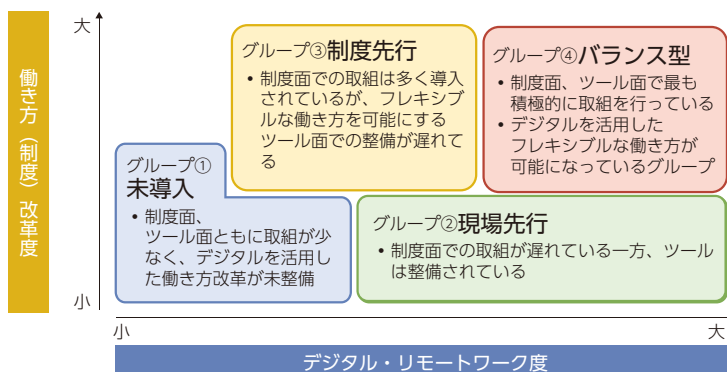 働き方（制度）改革度
大
小
グループ③制度先行
• 制度面での取組は多く導入
されているが、フレキシブ
ルな働き方を可能にする
ツール面での整備が遅れて
る
グループ④バランス型
• 制度面、ツール面で最も
積極的に取組を行っている
• デジタルを活用した
フレキシブルな働き方が
可能になっているグループ
グループ①
未導入
• 制度面、
ツール面ともに取組が少
なく、デジタルを活用し
た働き方改革が未整備
グループ②現場先行
• 制度面での取組が遅れている一方、ツール
は整備されている
小
大
デジタル・リモートワーク度